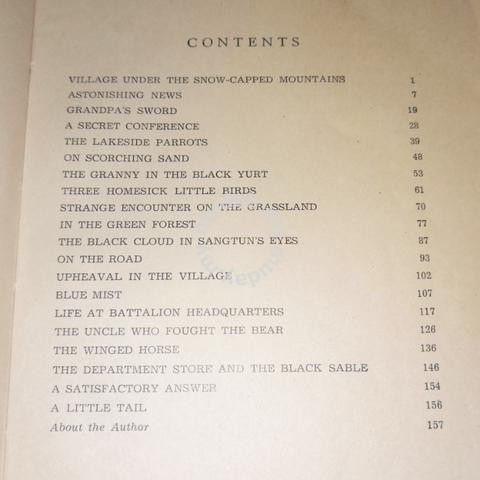 CONTENTS
VILLAGE UNDER THE SNOW-CAPPED MOUNTAINS 1
ASTONISHING NEWS 7
GRANDPA'S SWORD 19
A SECRET CONFERENCE 28
THE LAKESIDE PARROTS 39
ON SCORCHING SAND 48
THE GRANNY IN THE BLACK YURT 53
THREE HOMESICK LITTLE BIRDS 61
STRANGE ENCOUNTER ON THE GRASSLAND 70
IN THE GREEN FOREST 77
THE BLACK CLOUD IN SANGTUN'S EYES 87
ON THE ROAD 93
UPHEAVAL IN THE VILLAGE 102
BLUE MIST 107
LIFE AT BATTALION HEADQUARTERS 117
THE UNCLE WHO FOUGHT THE BEAR 126
THE WINGED HORSE 136
THE DEPARTMENT STORE AND THE BLACK SABLE 146
A SATISFACTORY ANSWER 154
A LITTLE TAIL 156
About the Author 157